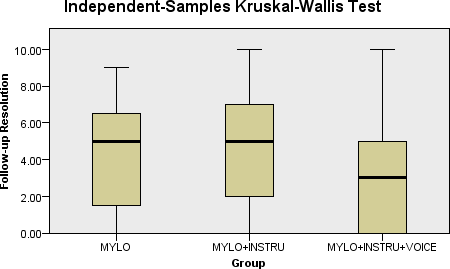 Independent-Samples Kruskal-Wallis Test
Follow-up Resolution
10.00
8.00
6.00
4.00
2.00
0.00
MYLO
MYLO+INSTRU
MYLO+INSTRU+VOICE
Group